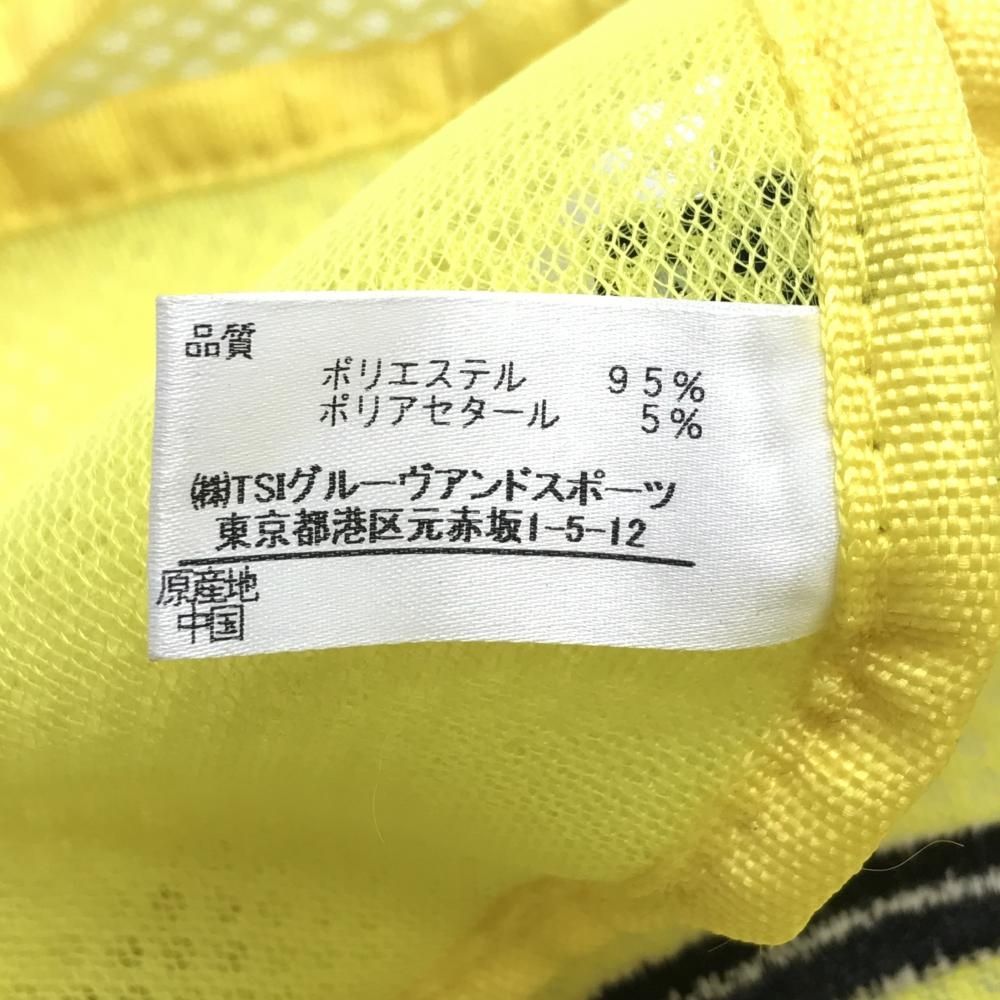 品質
ポリエステル 95%
ポリアセタール 5%
㈱TSIグルーヴアンドスポーツ
東京都港区元赤坂1-5-12
原産地
中国